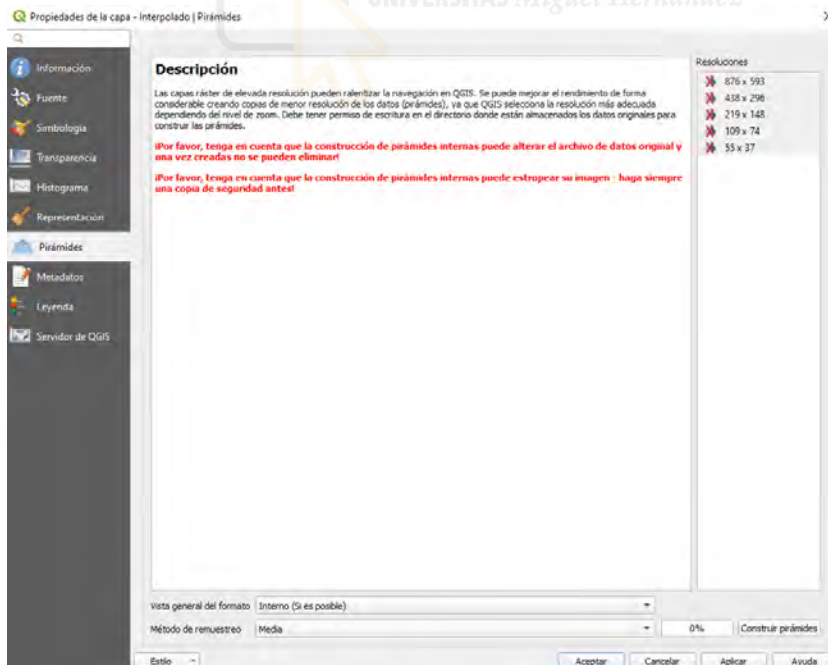 UNIVERSITAS Miguel Hernández
Propiedades de la capa - Interpolado | Pirámides
Información
Fuente
Simbología
Transparencia
Histograma
Representación
Pirámides
Metadatos
Leyenda
Servidor de QGIS
Descripción
Las capas ráster de elevada resolución pueden ralentizar la navegación en QGIS. Se puede mejorar el rendimiento de forma
considerable creando copias de menor resolución de los datos (pirámides), ya que QGIS selecciona la resolución más adecuada
dependiendo del nivel de zoom. Debe tener permiso de escritura en el directorio donde están almacenados los datos originales para
construir las pirámides.
¡Por favor, tenga en cuenta que la construcción de pirámides internas puede alterar el archivo de datos original y
una vez creadas no se pueden eliminar!
¡Por favor, tenga en cuenta que la construcción de pirámides internas puede estropear su imagen - haga siempre
una copia de seguridad antes!
Resoluciones
876 x 593
438 x 296
219 x 148
109 x 74
55 x 37
Vista general del formato Interno (Si es posible)
Método de remuestreo Media 0% Construir pirámides
Estilo Aceptar Cancelar Aplicar Ayuda